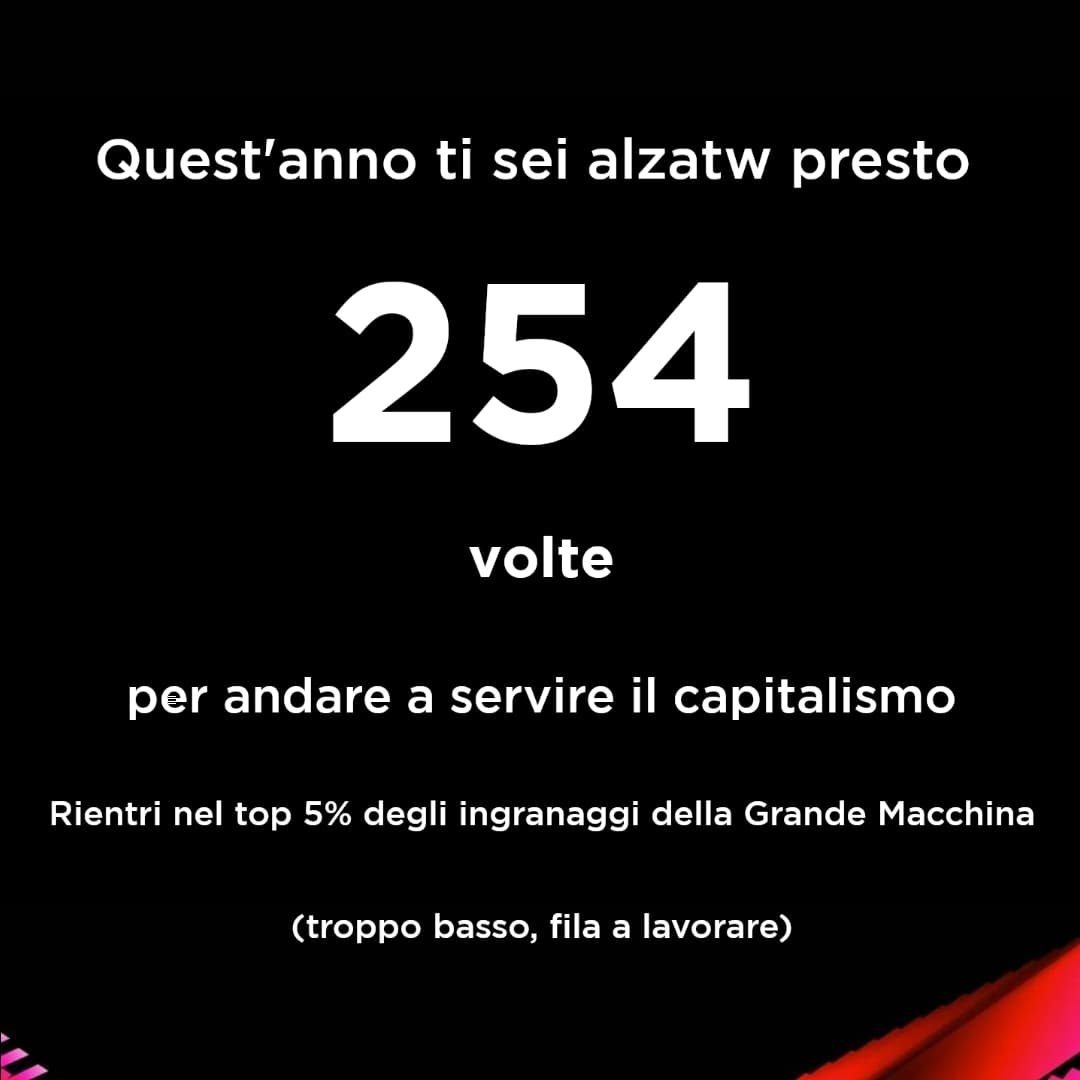 Quest'anno ti sei alzatw presto
254
volte
per andare a servire il capitalismo
Rientri nel top 5% degli ingranaggi della Grande Macchina
(troppo basso, fila a lavorare)